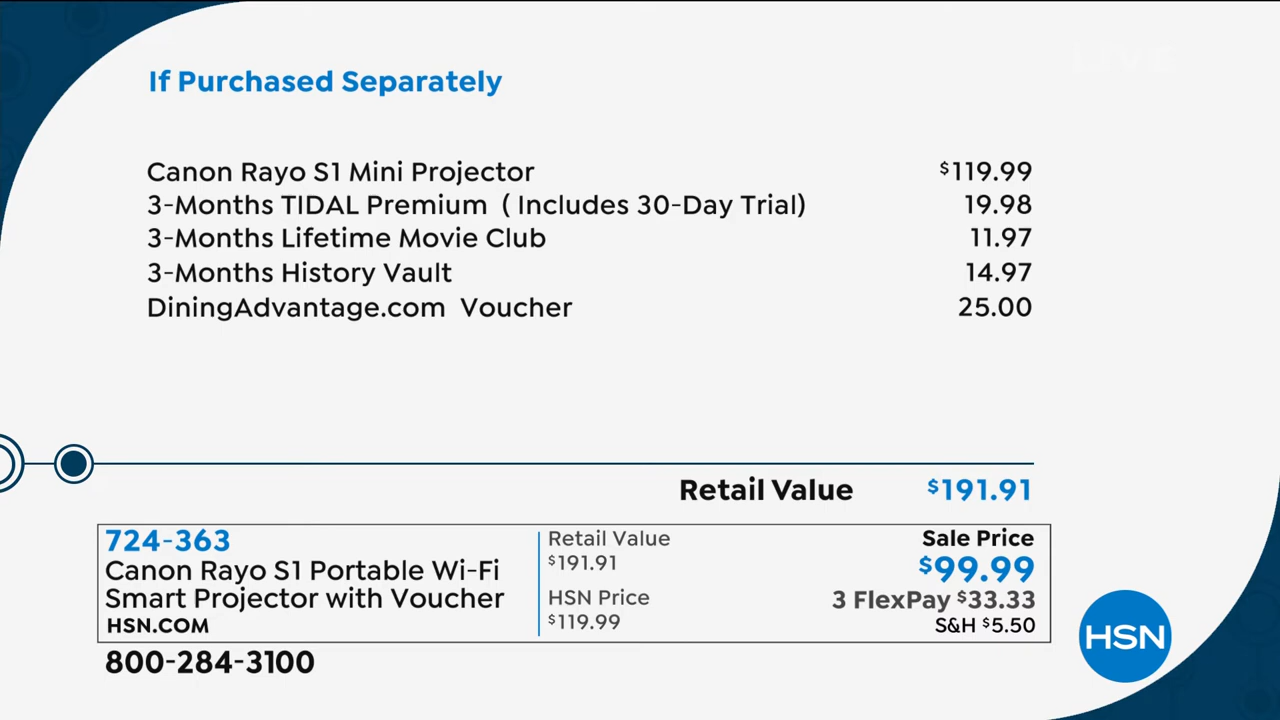 If Purchased Separately
Canon Rayo S1 Mini Projector $119.99
3-Months TIDAL Premium ( Includes 30-Day Trial) 19.98
3-Months Lifetime Movie Club 11.97
3-Months History Vault 14.97
DiningAdvantage.com Voucher 25.00
Retail Value $191.91
724-363
Canon Rayo S1 Portable Wi-Fi
Smart Projector with Voucher
HSN.COM
Retail Value
$191.91
HSN Price
$119.99
Sale Price
$99.99
3 FlexPay $33.33
S&H $5.50
800-284-3100
HSN